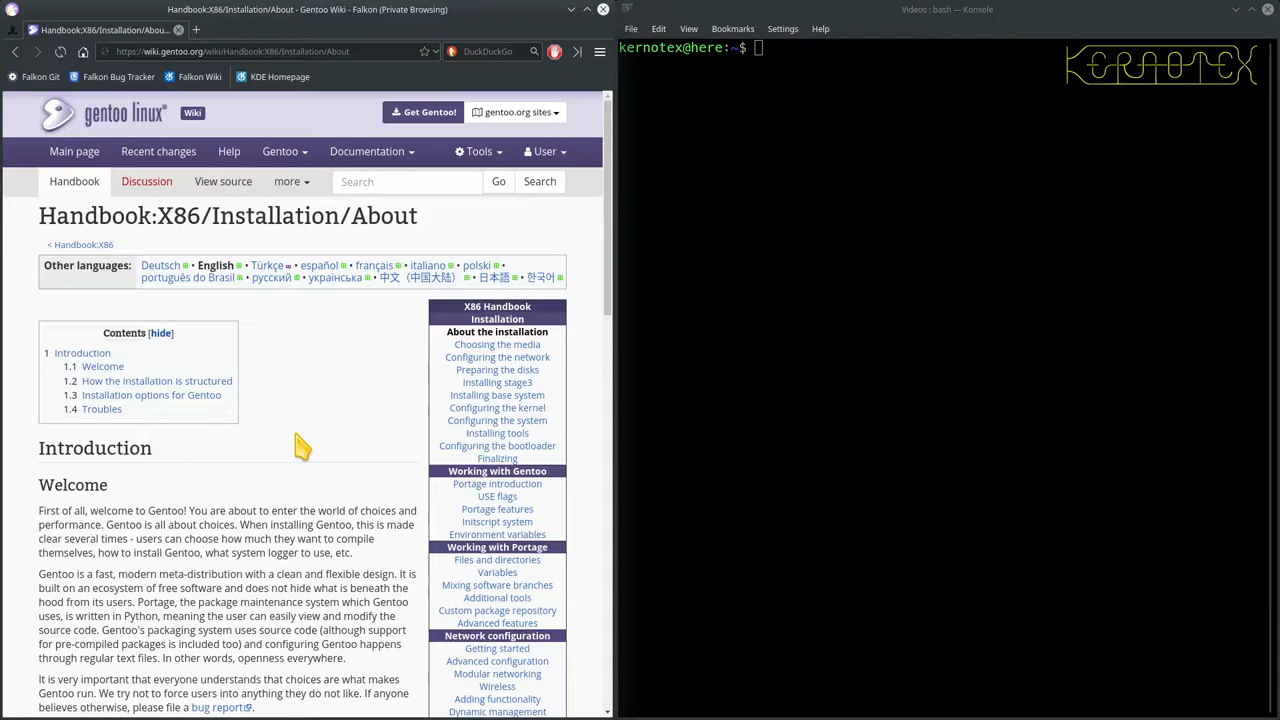 Handbook:X86/Installation/About - Gentoo Wiki - Falkon (Private Browsing)
Handbook:X86/Installation/Abou...
https://wiki.gentoo.org/wiki/Handbook:X86/Installation/About
DuckDuckGo
Falkon Git
Falkon Bug Tracker
Falkon Wiki
KDE Homepage
gentoo linux
Wiki
Get Gentoo!
gentoo.org sites
Main page
Recent changes
Help
Gentoo
Documentation
Tools
User
Handbook
Discussion
View source
more
Search
Go
Search
Handbook:X86/Installation/About
< Handbook:X86
Other languages: Deutsch • English • Türkçe • español • français • italiano • polski •
português do Brasil • русский • українська • 中文（中国大陆） • 日本語 • 한국어
Contents [hide]
1 Introduction
1.1 Welcome
1.2 How the installation is structured
1.3 Installation options for Gentoo
1.4 Troubles
Introduction
Welcome
First of all, welcome to Gentoo! You are about to enter the world of choices and
performance. Gentoo is all about choices. When installing Gentoo, this is made
clear several times - users can choose how much they want to compile
themselves, how to install Gentoo, what system logger to use, etc.
Gentoo is a fast, modern meta-distribution with a clean and flexible design. It is
built on an ecosystem of free software and does not hide what is beneath the
hood from its users. Portage, the package maintenance system which Gentoo
uses, is written in Python, meaning the user can easily view and modify the
source code. Gentoo's packaging system uses source code (although support
for pre-compiled packages is included too) and configuring Gentoo happens
through regular text files. In other words, openness everywhere.
It is very important that everyone understands that choices are what makes
Gentoo run. We try not to force users into anything they do not like. If anyone
believes otherwise, please file a bug report.
X86 Handbook
Installation
About the installation
Choosing the media
Configuring the network
Preparing the disks
Installing stage3
Installing base system
Configuring the kernel
Configuring the system
Installing tools
Configuring the bootloader
Finalizing
Working with Gentoo
Portage introduction
USE flags
Portage features
Initscript system
Environment variables
Working with Portage
Files and directories
Variables
Mixing software branches
Additional tools
Custom package repository
Advanced features
Network configuration
Getting started
Advanced configuration
Modular networking
Wireless
Adding functionality
Dynamic management
Videos : bash — Konsole
File
Edit
View
Bookmarks
Settings
Help
kernotex@here:~$
KERNOTEX